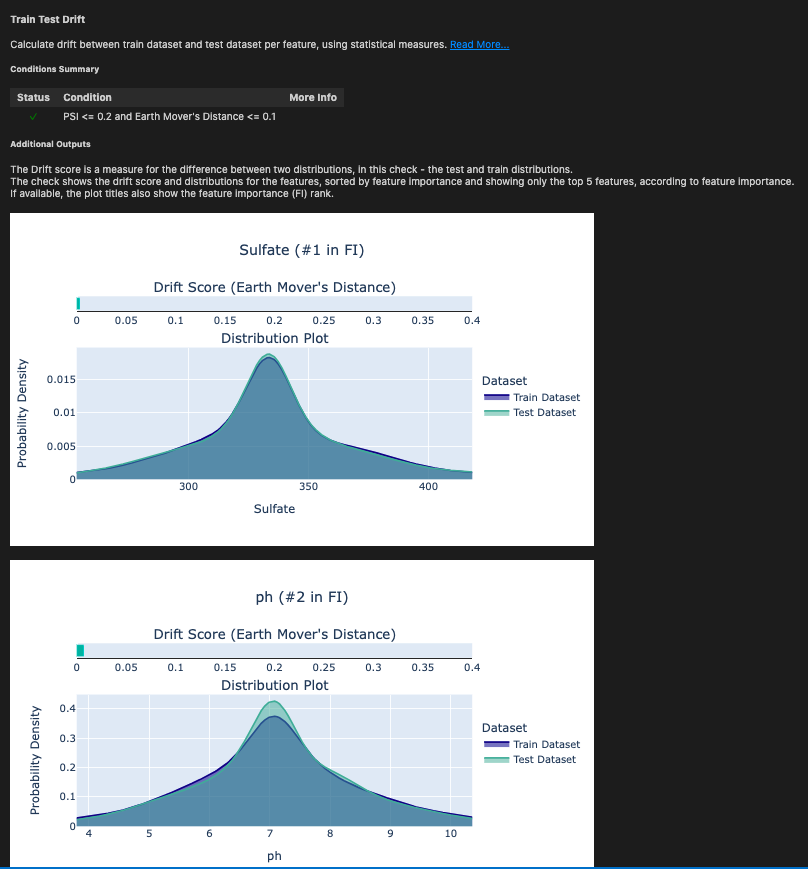 Train Test Drift
Calculate drift between train dataset and test dataset per feature, using statistical measures. Read More...
Conditions Summary
Status Condition More Info
✓ PSI <= 0.2 and Earth Mover's Distance <= 0.1
Additional Outputs
The Drift score is a measure for the difference between two distributions, in this check - the test and train distributions.
The check shows the drift score and distributions for the features, sorted by feature importance and showing only the top 5 features, according to feature importance.
If available, the plot titles also show the feature importance (FI) rank.
Sulfate (#1 in FI)
Drift Score (Earth Mover's Distance)
0 0.05 0.1 0.15 0.2 0.25 0.3 0.35 0.4
Distribution Plot
Probability Density
0.015
0.01
0.005
0
300 350 400
Sulfate
Dataset
Train Dataset
Test Dataset
ph (#2 in FI)
Drift Score (Earth Mover's Distance)
0 0.05 0.1 0.15 0.2 0.25 0.3 0.35 0.4
Distribution Plot
Probability Density
0.4
0.3
0.2
0.1
0
4 5 6 7 8 9 10
ph
Dataset
Train Dataset
Test Dataset